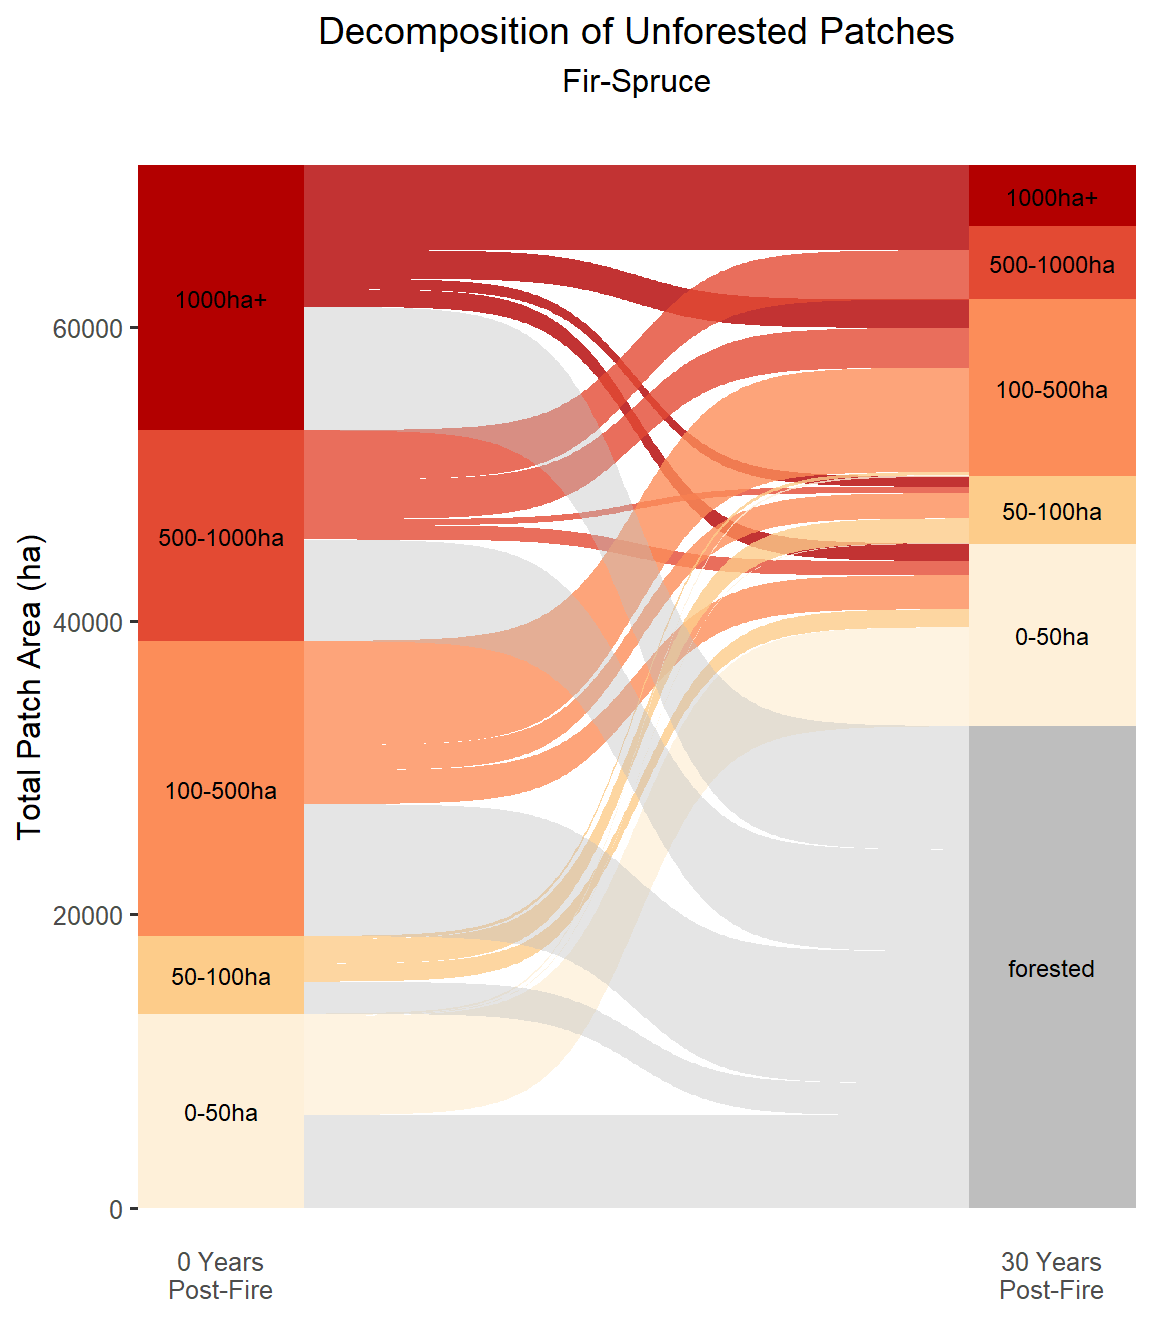 Decomposition of Unforested Patches
Fir-Spruce
Total Patch Area (ha)
60000
40000
20000
0
1000ha+
500-1000ha
100-500ha
50-100ha
0-50ha
1000ha+
500-1000ha
100-500ha
50-100ha
0-50ha
forested
0 Years
Post-Fire
30 Years
Post-Fire